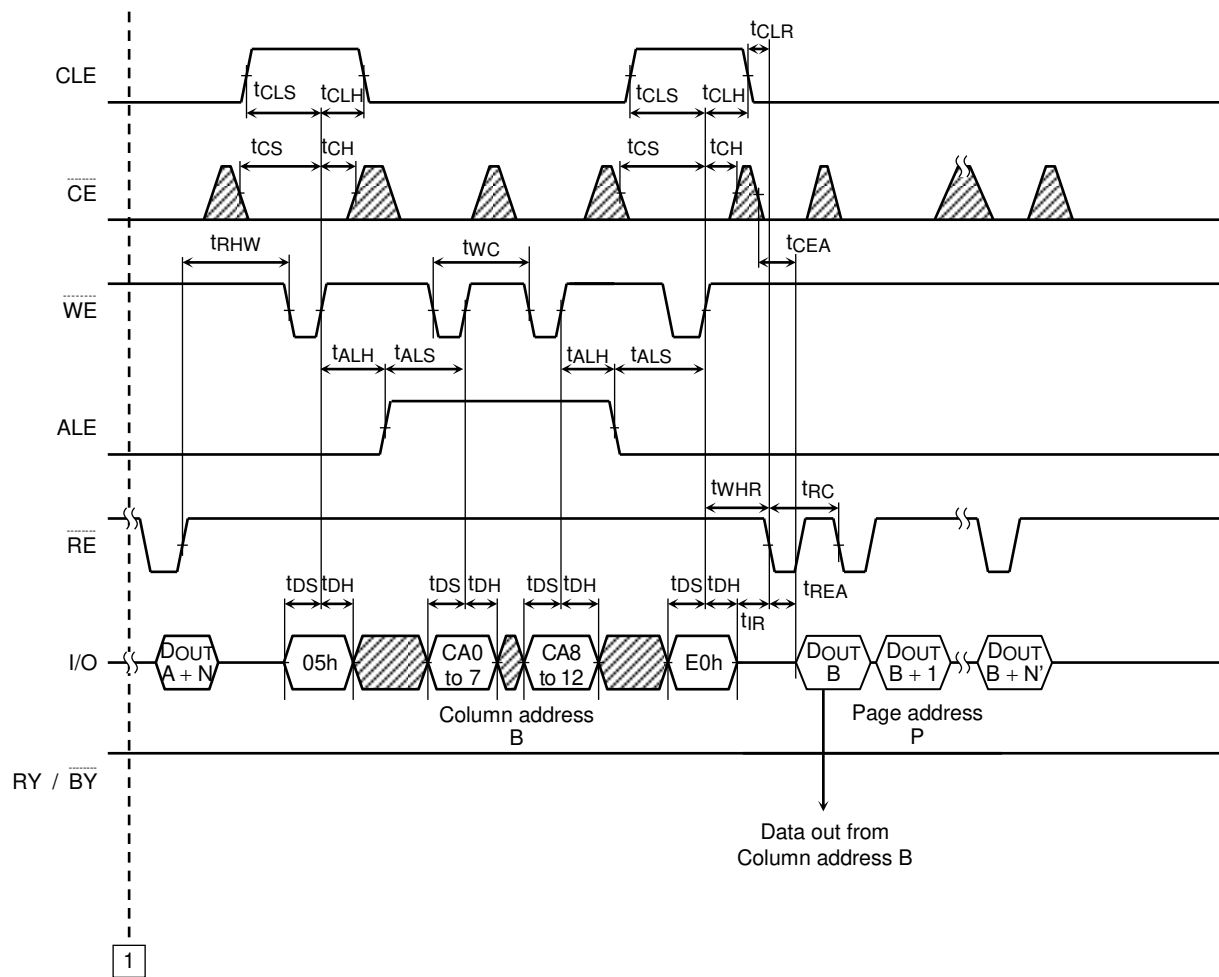 tCLR
CLE
tCLS
tCLH
tCLS
tCLH
tCS
tCH
tCS
tCH
CE
tRHW
tWC
tCEA
WE
tALH
tALS
tALH
tALS
ALE
tWHR
tRC
RE
tDS
tDH
tDS
tDH
tDS
tDH
tDS
tDH
tIR
tREA
I/O
DOUT
A + N
05h
CA0
to 7
CA8
to 12
E0h
DOUT
B
DOUT
B + 1
DOUT
B + N'
Column address
B
Page address
P
RY / BY
Data out from
Column address B
1